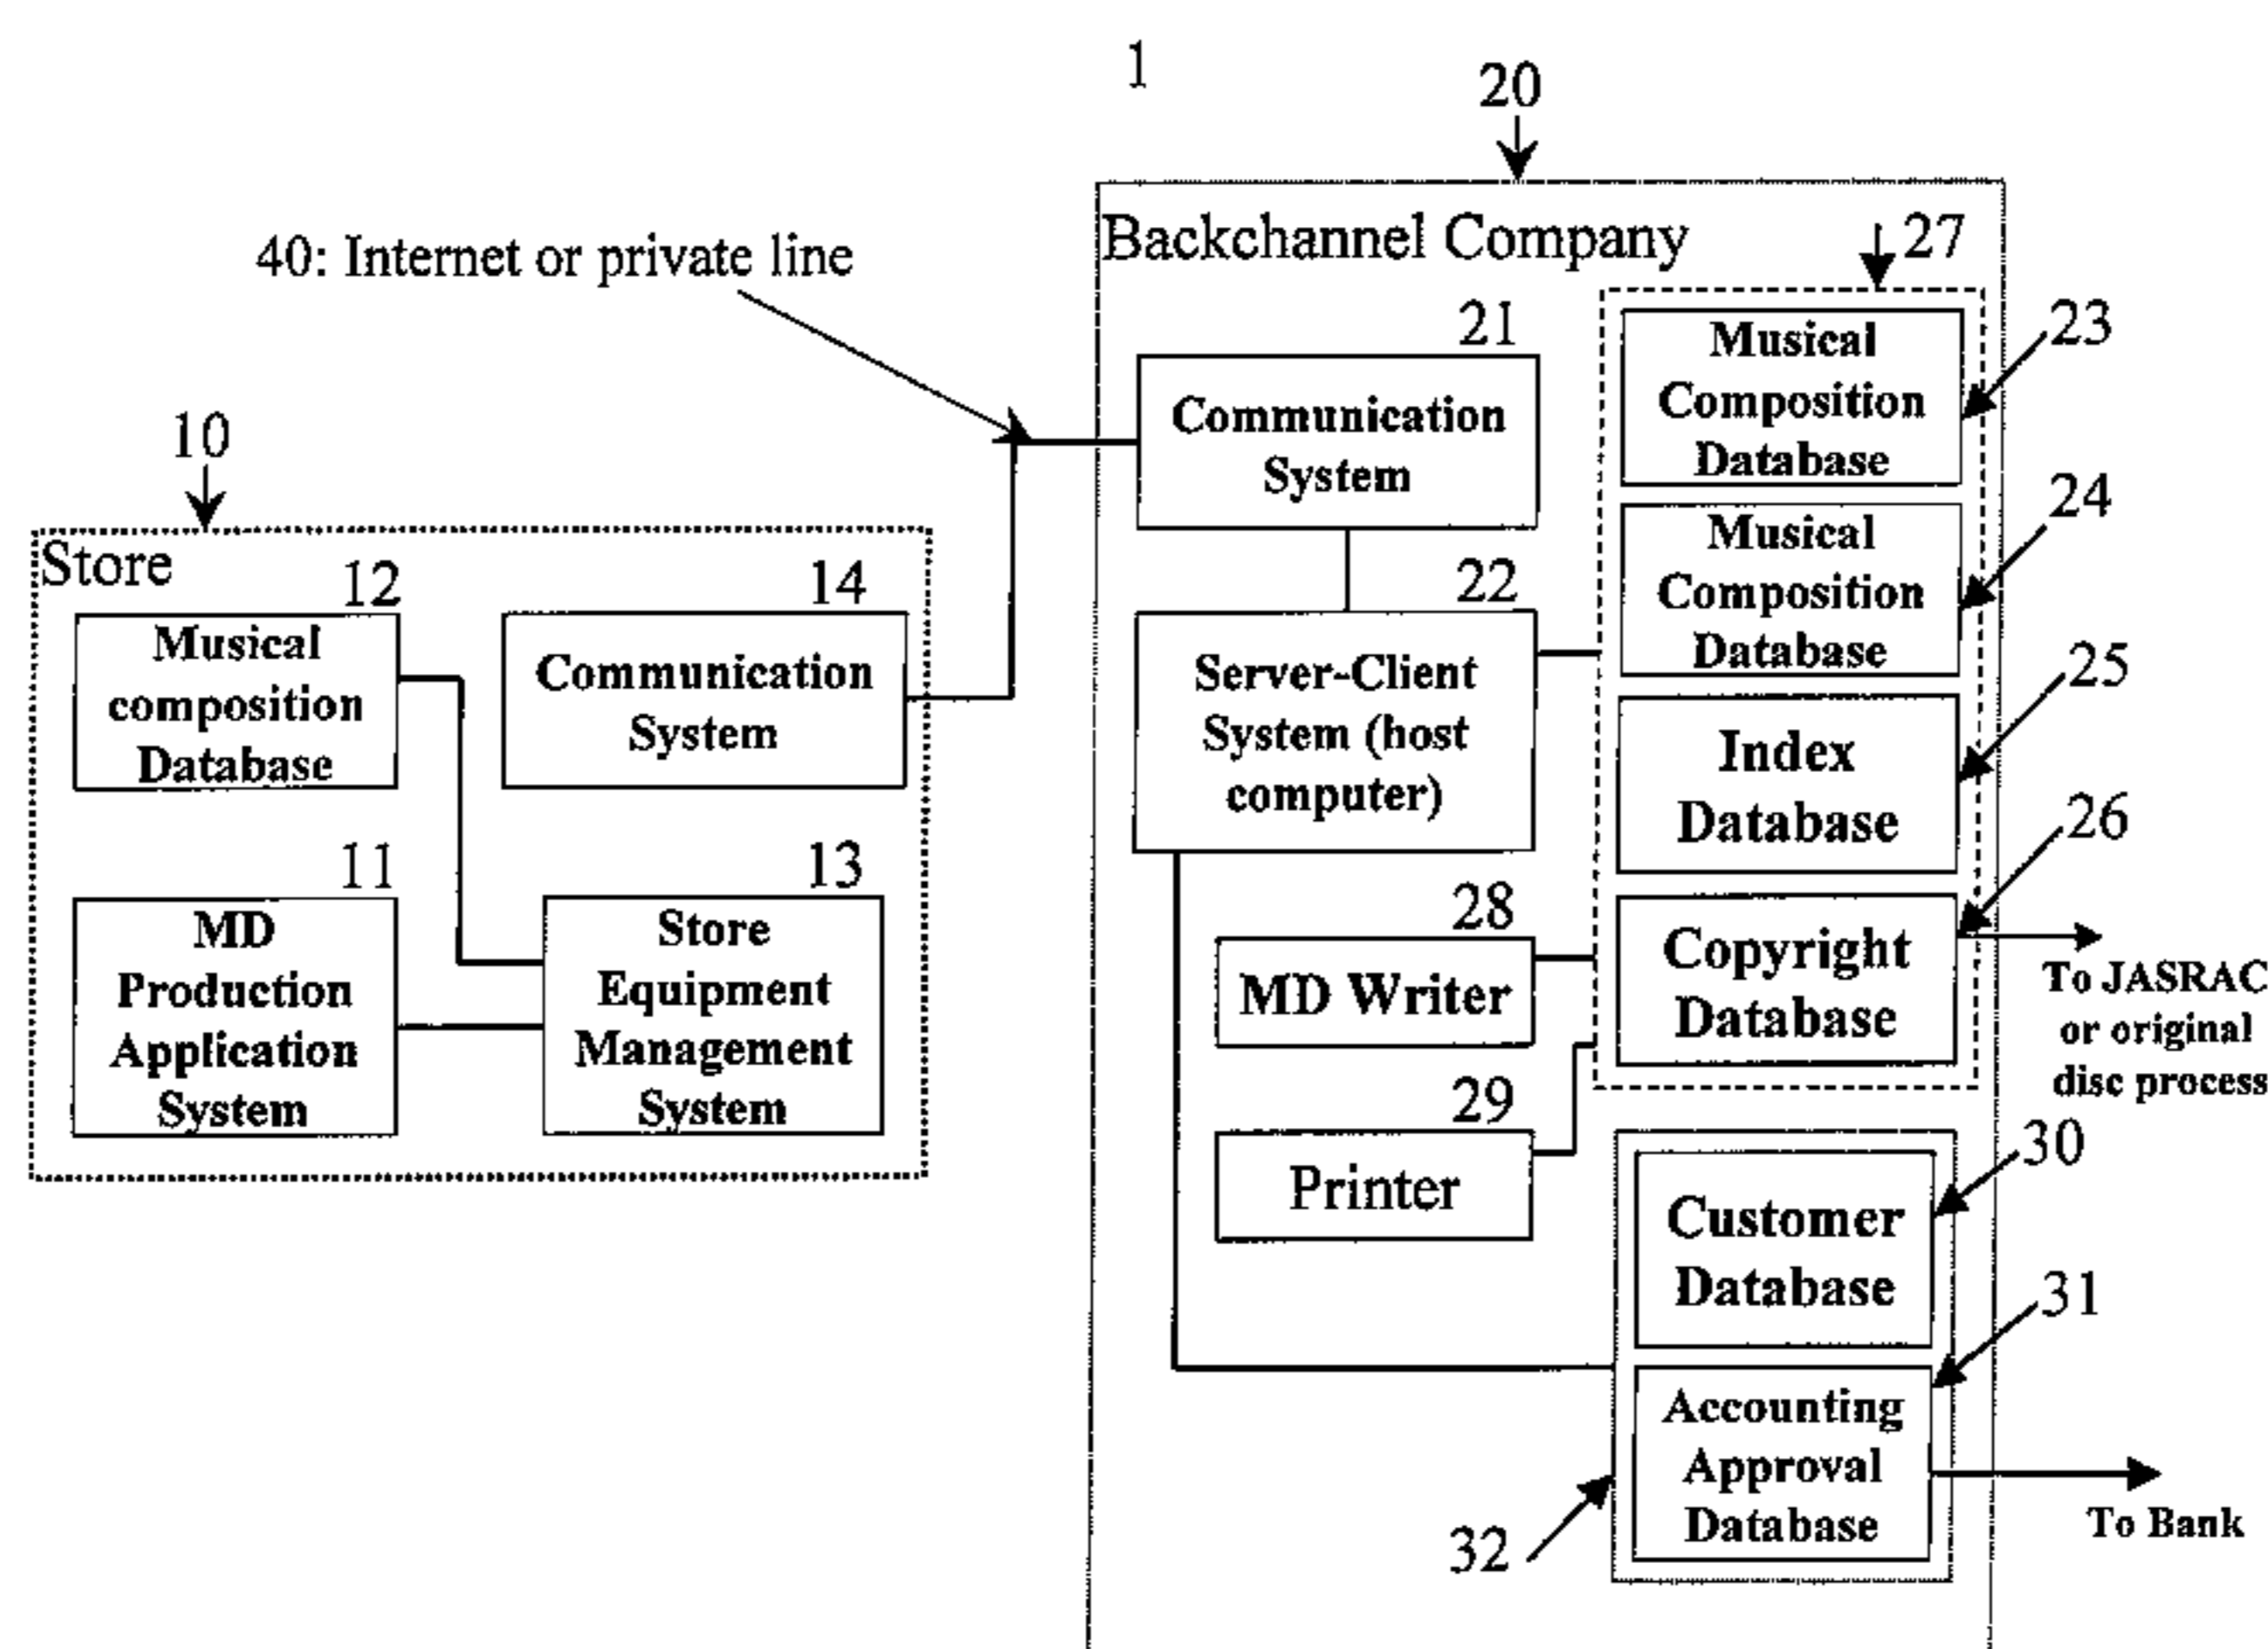 1
20
Backchannel Company
27
40: Internet or private line
21
Communication
System
Musical
Composition
Database
23
10
Store
12
Musical
composition
Database
14
Communication
System
22
Server-Client
System (host
computer)
Musical
Composition
Database
24
Index
Database
25
11
MD
Production
Application
System
13
Store
Equipment
Management
System
28
MD Writer
Copyright
Database
26
To JASRAC
or original
disc process
29
Printer
Customer
Database
30
Accounting
Approval
Database
31
32
To Bank